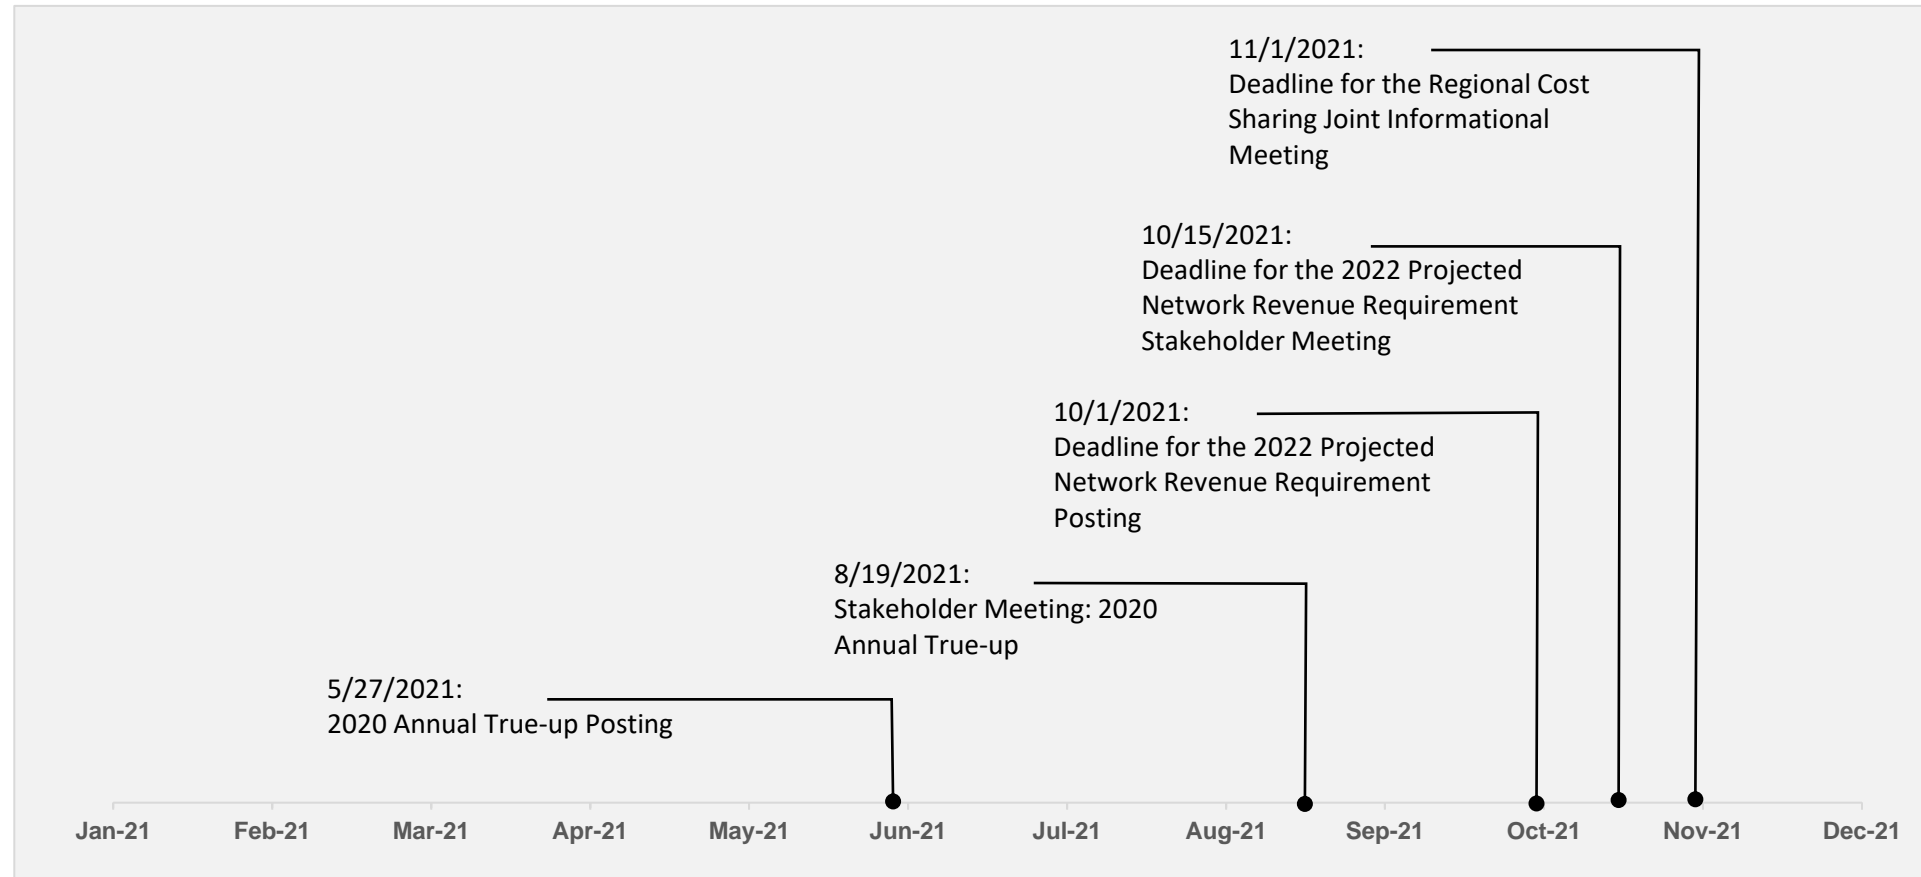 11/1/2021:
Deadline for the Regional Cost
Sharing Joint Informational
Meeting
10/15/2021:
Deadline for the 2022 Projected
Network Revenue Requirement
Stakeholder Meeting
10/1/2021:
Deadline for the 2022 Projected
Network Revenue Requirement
Posting
8/19/2021:
Stakeholder Meeting: 2020
Annual True-up
5/27/2021:
2020 Annual True-up Posting
Jan-21 Feb-21 Mar-21 Apr-21 May-21 Jun-21 Jul-21 Aug-21 Sep-21 Oct-21 Nov-21 Dec-21